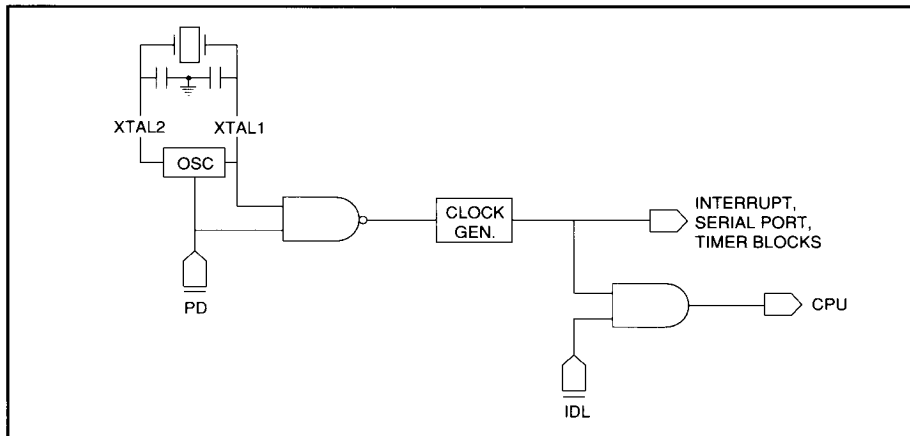 XTAL2 XTAL1
OSC
CLOCK
GEN.
INTERRUPT,
SERIAL PORT,
TIMER BLOCKS
PD
CPU
IDL